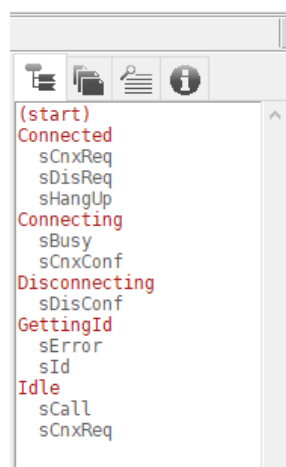 (start)
Connected
sCnxReq
sDisReq
sHangUp
Connecting
sBusy
sCnxConf
Disconnecting
sDisConf
GettingId
sError
sId
Idle
sCall
sCnxReq